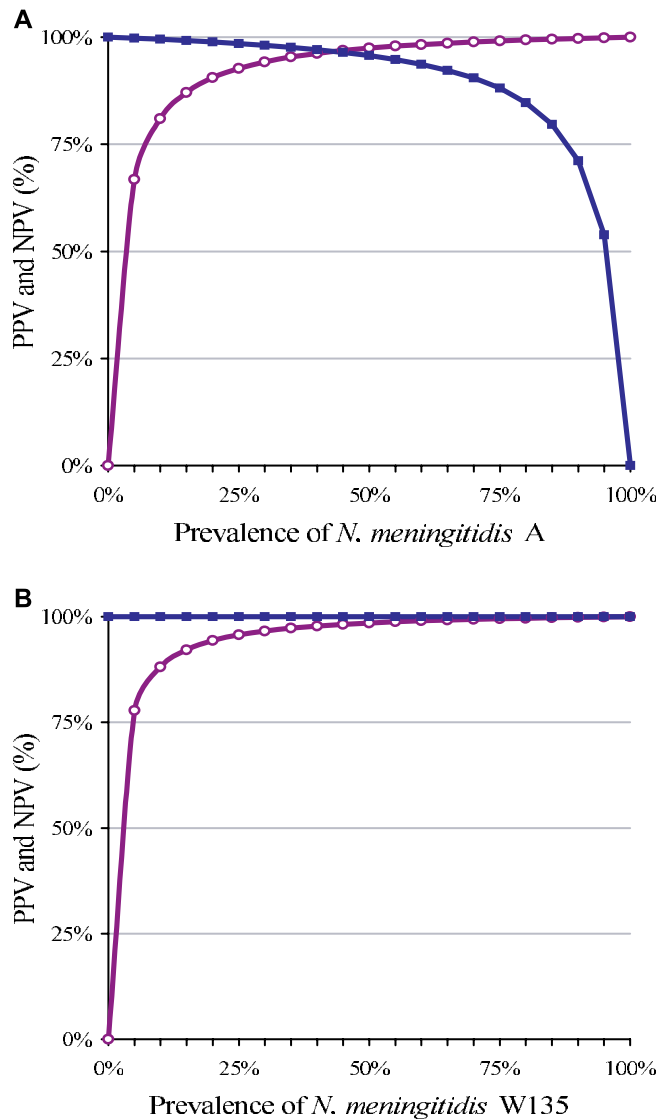 A
100%
75%
50%
25%
0%
PPV and NPV (%)
0% 25% 50% 75% 100%
Prevalence of N. meningitidis A
B
100%
75%
50%
25%
0%
PPV and NPV (%)
0% 25% 50% 75% 100%
Prevalence of N. meningitidis W135